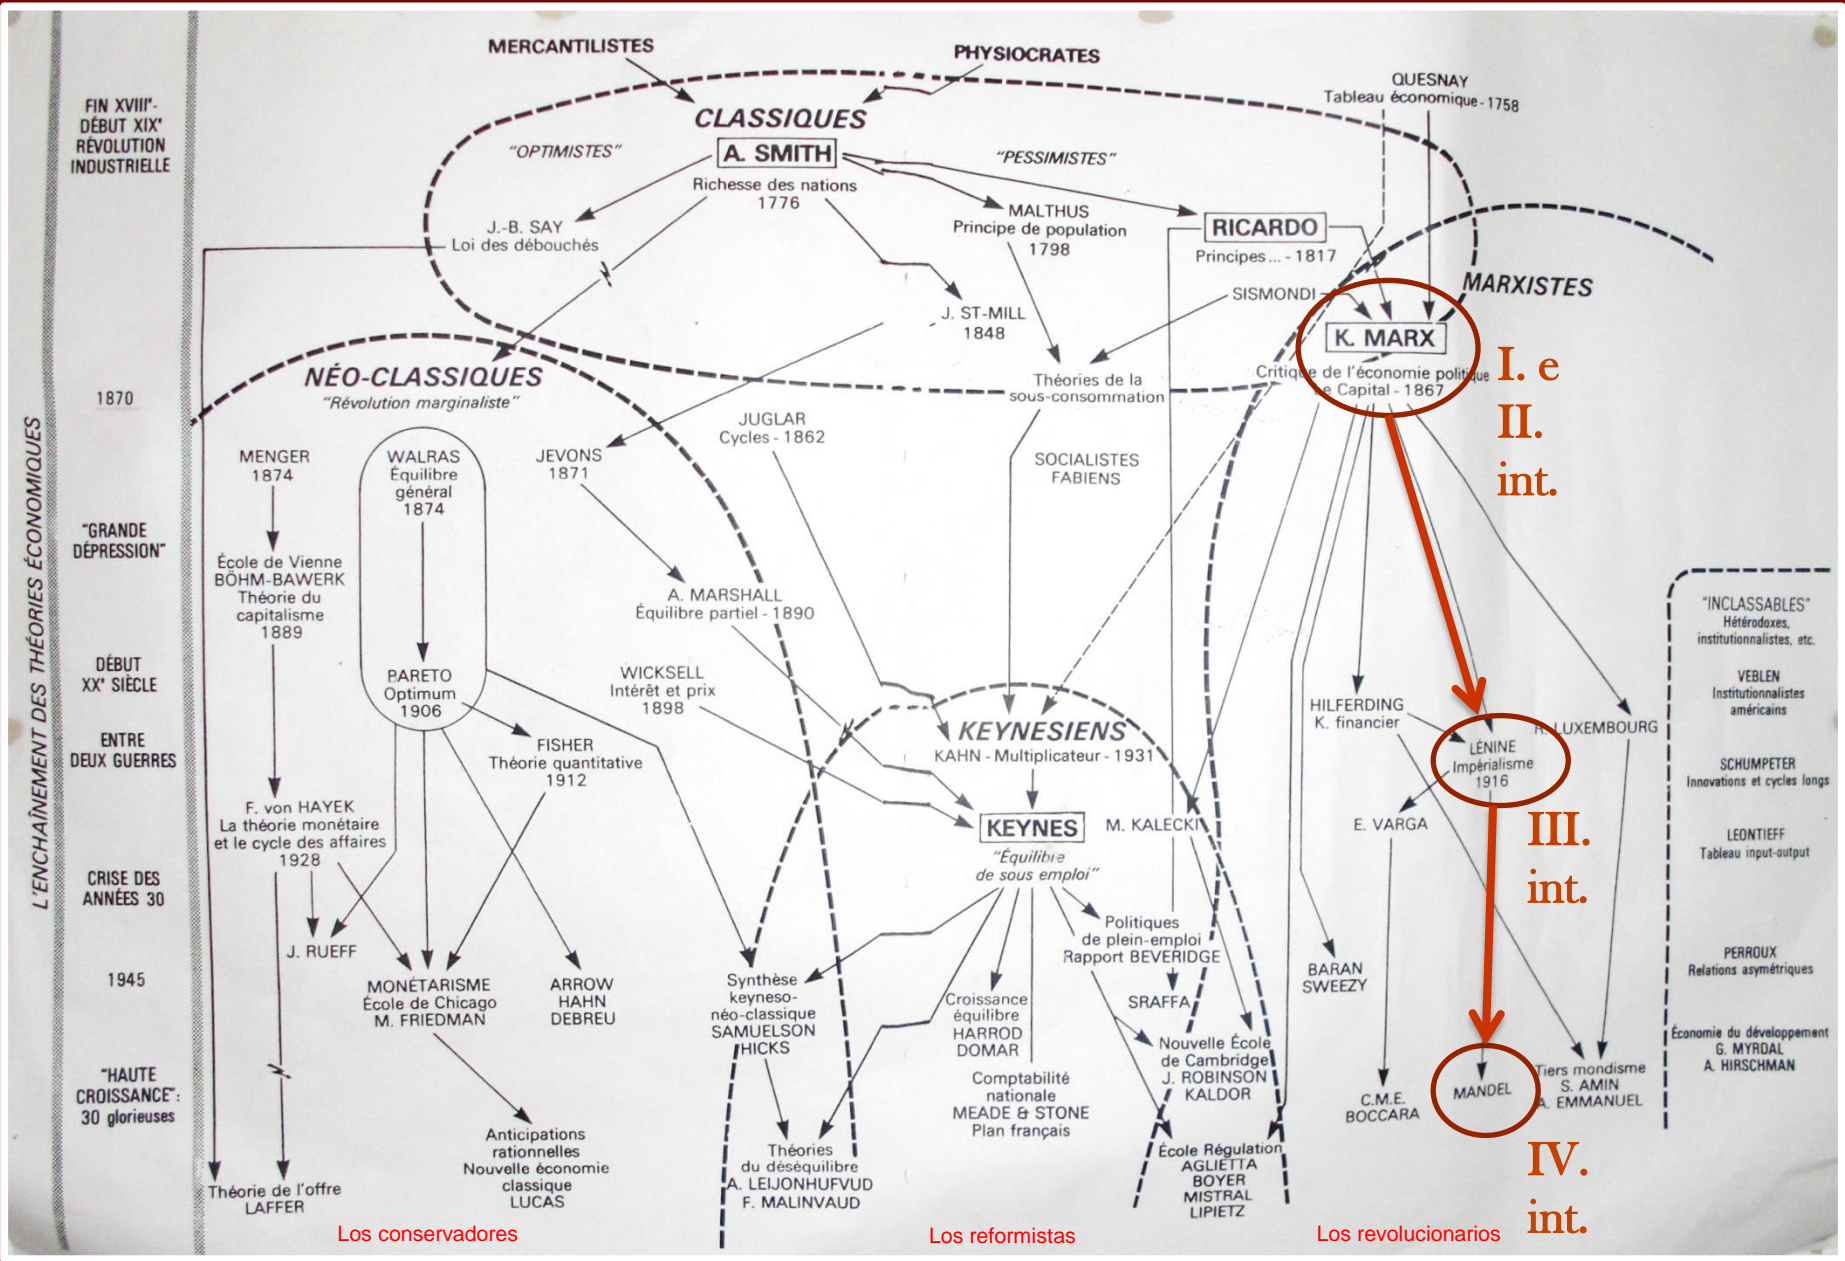 L'ENCHAÎNEMENT DES THÉORIES ÉCONOMIQUES
FIN XVIIIᵉ-
DÉBUT XIXᵉ
RÉVOLUTION
INDUSTRIELLE
1870
"GRANDE
DÉPRESSION"
DÉBUT
XXᵉ SIÈCLE
ENTRE
DEUX GUERRES
CRISE DES
ANNÉES 30
1945
"HAUTE
CROISSANCE":
30 glorieuses
MERCANTILISTES
PHYSIOCRATES
QUESNAY
Tableau économique - 1758
CLASSIQUES
"OPTIMISTES"
A. SMITH
"PESSIMISTES"
Richesse des nations
1776
J.-B. SAY
Loi des débouchés
MALTHUS
Principe de population
1798
RICARDO
Principes ... - 1817
SISMONDI
MARXISTES
J. ST-MILL
1848
K. MARX
Critique de l'économie politique
Le Capital - 1867
I. e
II.
int.
NÉO-CLASSIQUES
"Révolution marginaliste"
Théories de la
sous-consommation
JUGLAR
Cycles - 1862
MENGER
1874
WALRAS
Équilibre
général
1874
JEVONS
1871
SOCIALISTES
FABIENS
École de Vienne
BÖHM-BAWERK
Théorie du
capitalisme
1889
A. MARSHALL
Équilibre partiel - 1890
"INCLASSABLES"
Hétérodoxes,
institutionnalistes, etc.
PARETO
Optimum
1906
WICKSELL
Intérêt et prix
1898
VEBLEN
Institutionnalistes
américains
HILFERDING
K. financier
R. LUXEMBOURG
KEYNESIENS
KAHN - Multiplicateur - 1931
FISHER
Théorie quantitative
1912
LÉNINE
Impérialisme
1916
SCHUMPETER
Innovations et cycles longs
F. von HAYEK
La théorie monétaire
et le cycle des affaires
1928
KEYNES
M. KALECKI
E. VARGA
III.
int.
LEONTIEFF
Tableau input-output
"Équilibre
de sous emploi"
J. RUEFF
Politiques
de plein-emploi
Rapport BEVERIDGE
MONÉTARISME
École de Chicago
M. FRIEDMAN
ARROW
HAHN
DEBREU
Synthèse
keyneso-
néo-classique
SAMUELSON
HICKS
Croissance
équilibre
HARROD
DOMAR
SRAFFA
BARAN
SWEEZY
PERROUX
Relations asymétriques
Nouvelle École
de Cambridge
J. ROBINSON
KALDOR
Économie du développement
G. MYRDAL
A. HIRSCHMAN
Comptabilité
nationale
MEADE & STONE
Plan français
C.M.E.
BOCCARA
MANDEL
Tiers mondisme
S. AMIN
A. EMMANUEL
Anticipations
rationnelles
Nouvelle économie
classique
LUCAS
Théories
du déséquilibre
A. LEIJONHUFVUD
F. MALINVAUD
École Régulation
AGLIETTA
BOYER
MISTRAL
LIPIETZ
IV.
int.
Théorie de l'offre
LAFFER
Los conservadores
Los reformistas
Los revolucionarios